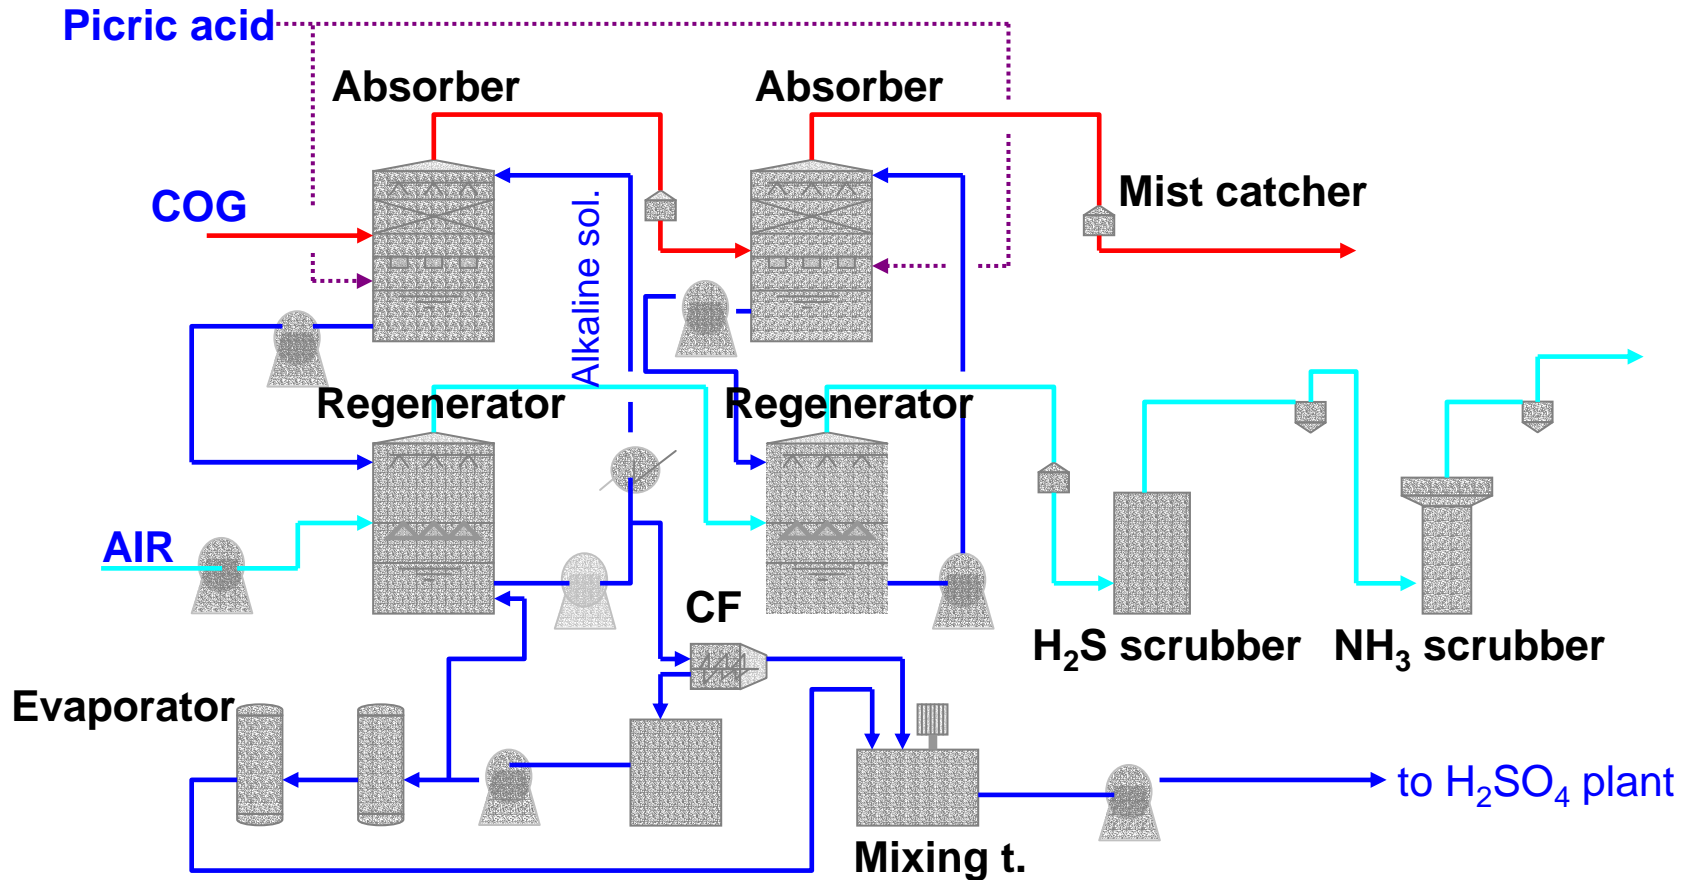 Picric acid
Absorber
Absorber
COG
Alkaline sol.
Mist catcher
Regenerator
Regenerator
AIR
CF
H₂S scrubber
NH₃ scrubber
Evaporator
to H₂SO₄ plant
Mixing t.